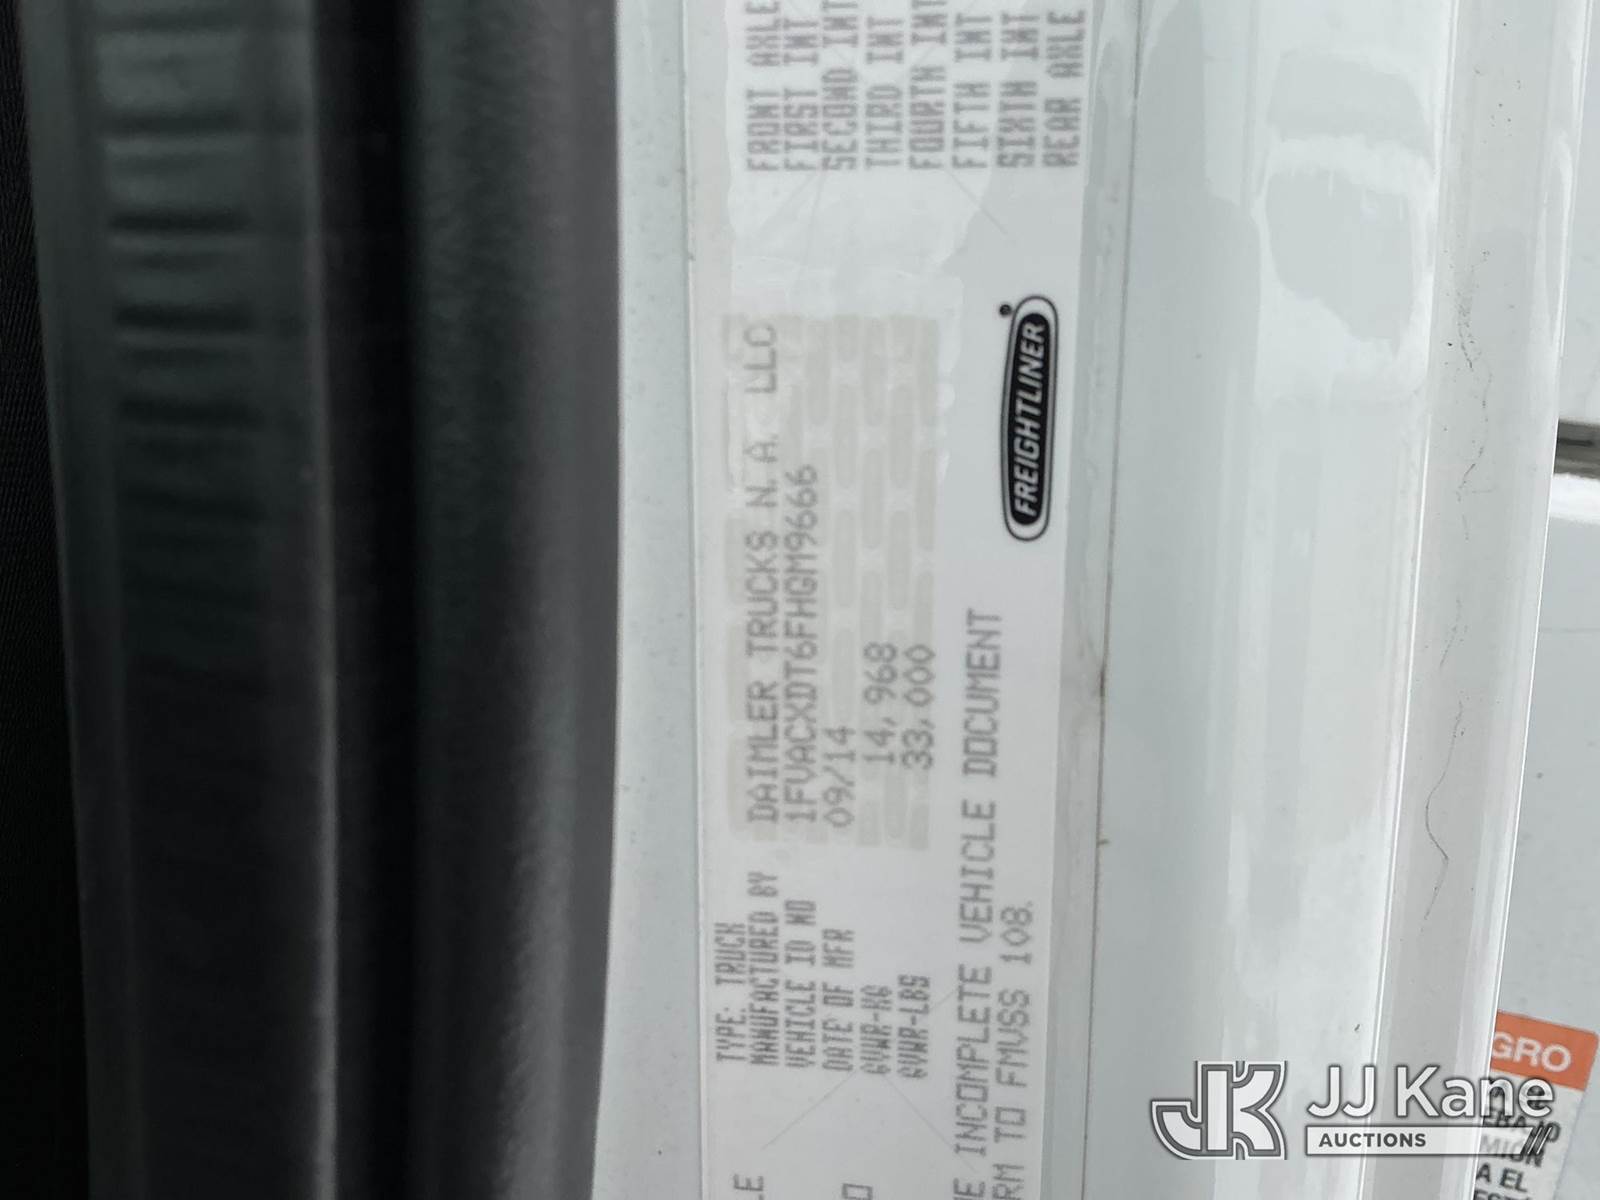 TYPE: TRUCK
MANUFACTURED BY DAIMLER TRUCKS N.A. LLC
VEHICLE ID NO 1FVACXDT6FHGM9666
DATE OF MFR 09/14
GVWR-KG 14,968
GVWR-LBS 33,000
INCOMPLETE VEHICLE DOCUMENT
TO FMVSS 108.
FREIGHTLINER
FRONT AXLE
FIRST INT
SECOND INT
THIRD INT
FOURTH INT
FIFTH INT
SIXTH INT
REAR AXLE
GRO
A EL
JJ Kane
AUCTIONS